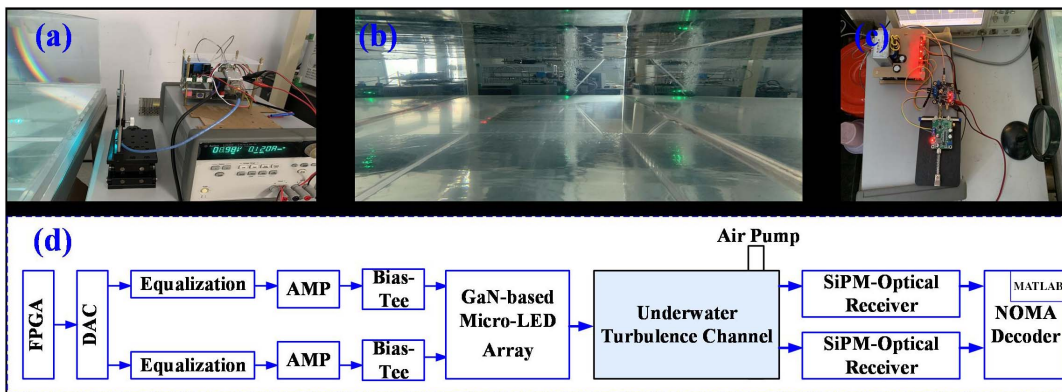 (a)
(b)
(c)
(d)
Air Pump
FPGA
DAC
Equalization
AMP
Bias-
Tee
Equalization
AMP
Bias-
Tee
GaN-based
Micro-LED
Array
Underwater
Turbulence Channel
SiPM-Optical
Receiver
SiPM-Optical
Receiver
MATLAB
NOMA
Decoder